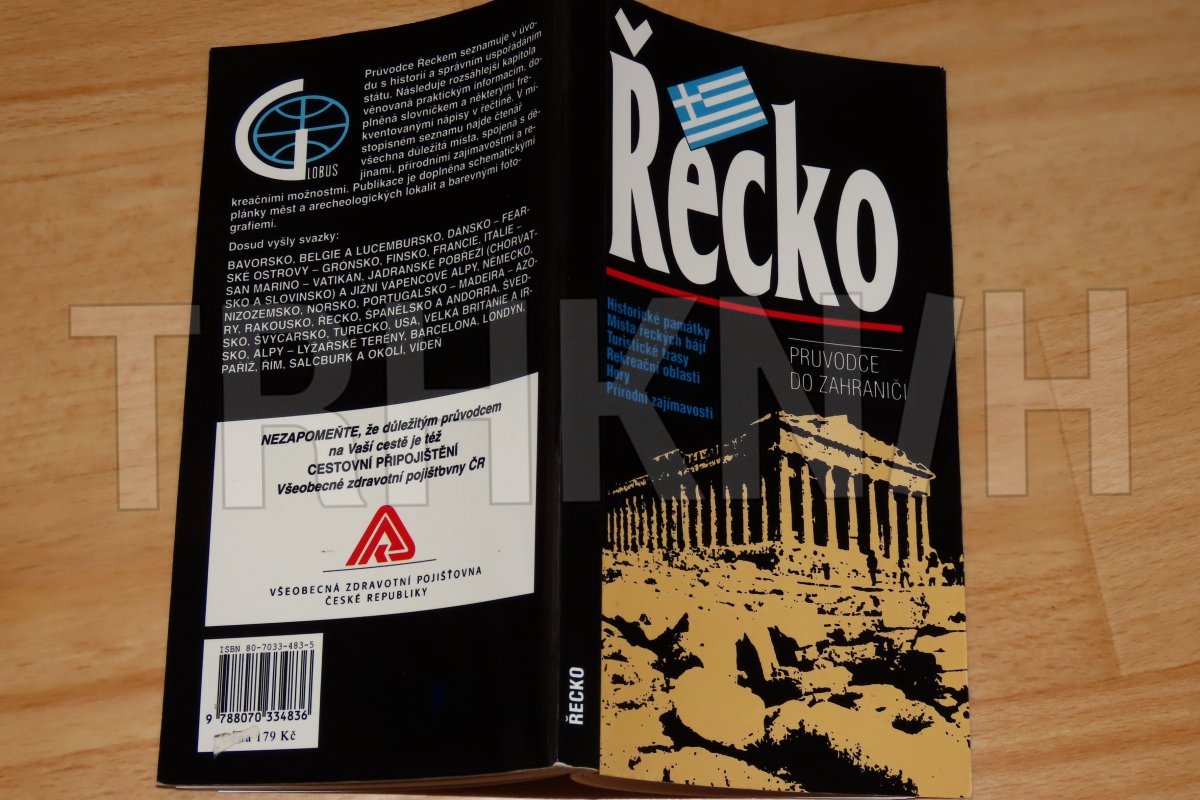 GLOBUS
Průvodce Řeckem seznamuje v úvo-
du s historií a správním uspořádáním
státu. Následuje rozsáhlejší kapitola
věnovaná praktickým informacím, do-
plněná slovníčkem a některými fre-
kventovanými nápisy v řečtině. V mí-
stopisném seznamu najde čtenář
všechna důležitá místa, spojená s dě-
jinami, přírodními zajímavostmi a re-
kreačními možnostmi. Publikace je doplněna schematickými
plánky měst a archeologických lokalit a barevnými foto-
grafiemi.
Dosud vyšly svazky:
BAVORSKO, BELGIE A LUCEMBURSKO, DÁNSKO – FAER-
SKÉ OSTROVY – GRÓNSKO, FINSKO, FRANCIE, ITÁLIE –
SAN MARINO – VATIKÁN, JADRANSKÉ POBŘEŽÍ (CHORVAT-
SKO A SLOVINSKO) A JIŽNÍ VÁPENCOVÉ ALPY, NĚMECKO,
NIZOZEMSKO, NORSKO, PORTUGALSKO – MADEIRA – AZO-
RY, RAKOUSKO, ŘECKO, ŠPANĚLSKO A ANDORRA, ŠVÉD-
SKO, ŠVÝCARSKO, TURECKO, USA, VELKÁ BRITÁNIE A IR-
SKO, ALPY – LYŽAŘSKÉ TERÉNY, BARCELONA, LONDÝN,
PAŘÍŽ, ŘÍM, SALCBURK A OKOLÍ, VÍDEŇ
NEZAPOMEŇTE, že důležitým průvodcem
na Vaší cestě je též
CESTOVNÍ PŘIPOJIŠTĚNÍ
Všeobecné zdravotní pojišťovny ČR
VŠEOBECNÁ ZDRAVOTNÍ POJIŠŤOVNA
ČESKÉ REPUBLIKY
ISBN 80-7033-483-5
9 788070 334836
179 Kč
ŘECKO
Řecko
Historické památky
Místa řeckých bájí
Turistické trasy
Rekreační oblasti
Hory
Přírodní zajímavosti
PRŮVODCE
DO ZAHRANIČÍ
TRHKNIH